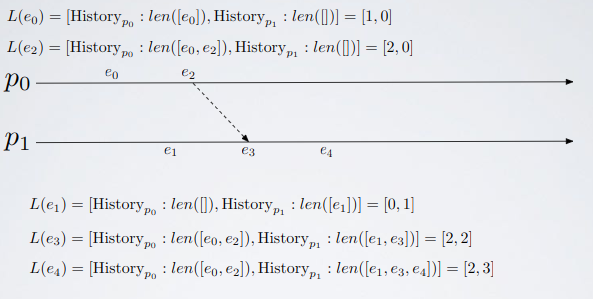 L(e₀) = [History_p₀ : len([e₀]), History_p₁ : len([])] = [1, 0]
L(e₂) = [History_p₀ : len([e₀, e₂]), History_p₁ : len([])] = [2, 0]
e₀ e₂
p₀
p₁
e₁ e₃ e₄
L(e₁) = [History_p₀ : len([]), History_p₁ : len([e₁])] = [0, 1]
L(e₃) = [History_p₀ : len([e₀, e₂]), History_p₁ : len([e₁, e₃])] = [2, 2]
L(e₄) = [History_p₀ : len([e₀, e₂]), History_p₁ : len([e₁, e₃, e₄])] = [2, 3]